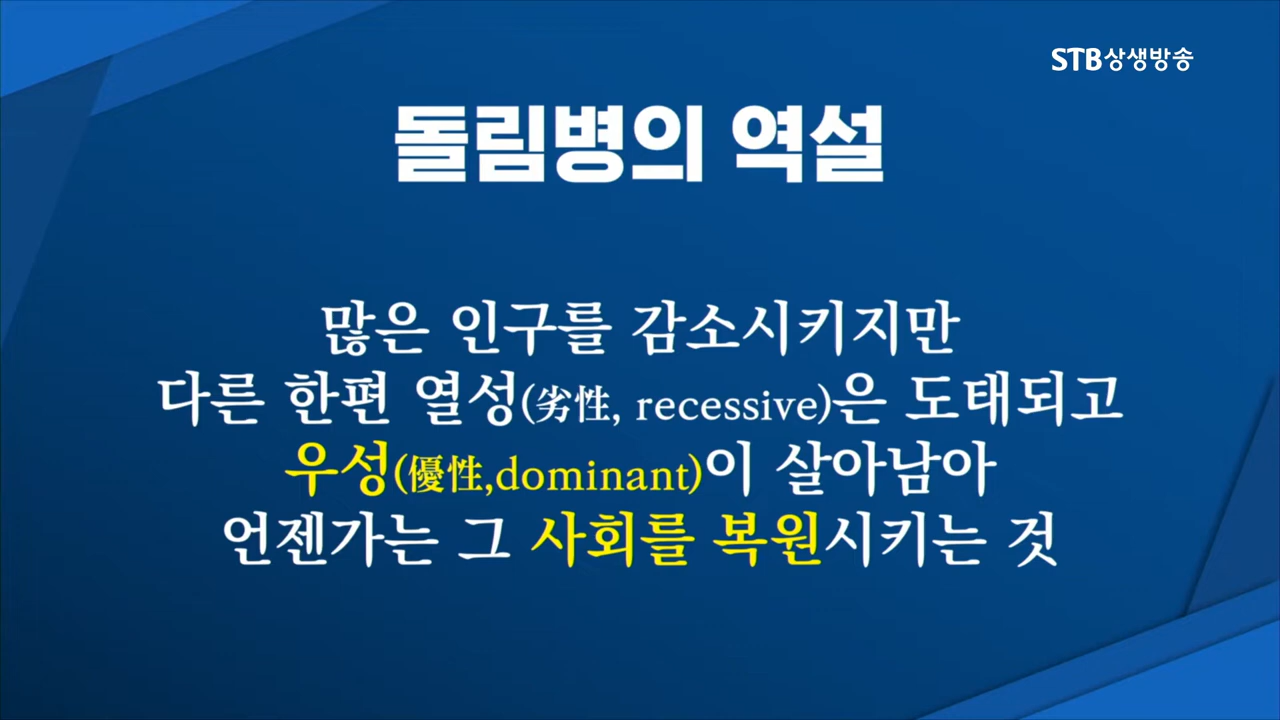 STB상생방송
돌림병의 역설
많은 인구를 감소시키지만
다른 한편 열성(劣性, recessive)은 도태되고
우성(優性,dominant)이 살아남아
언젠가는 그 사회를 복원시키는 것